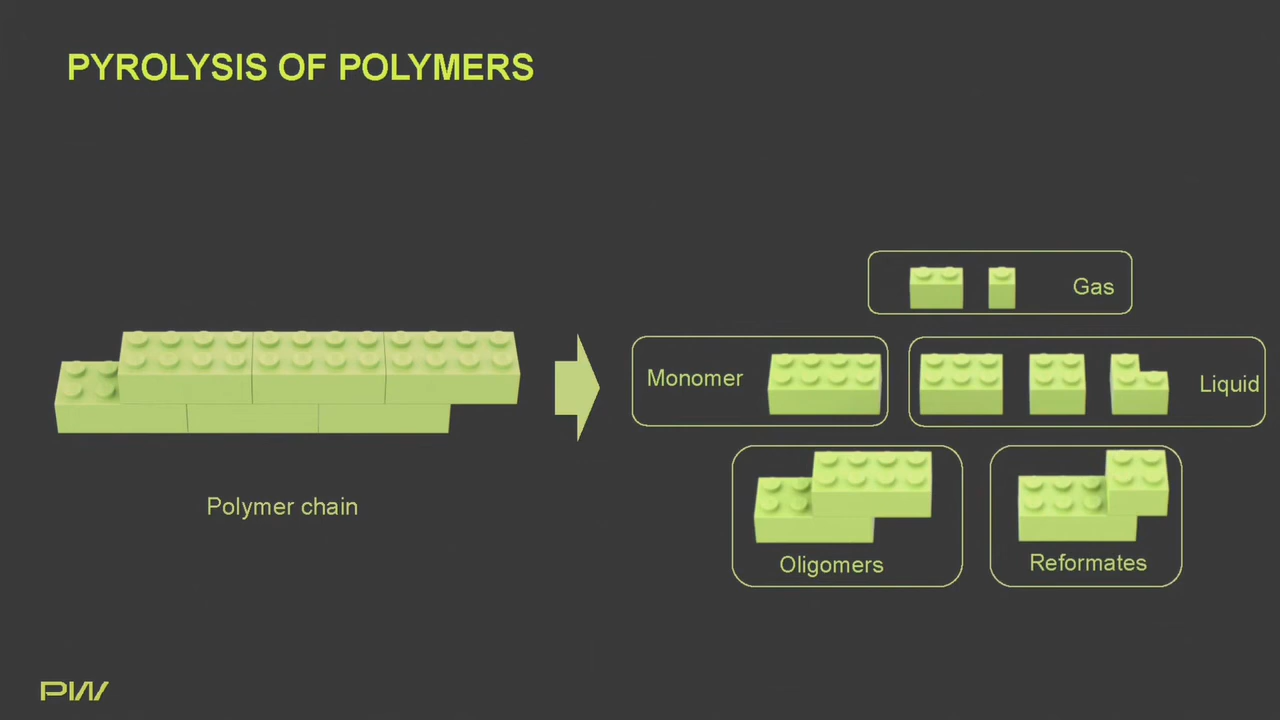 PYROLYSIS OF POLYMERS
Gas
Monomer
Liquid
Polymer chain
Oligomers
Reformates
PW